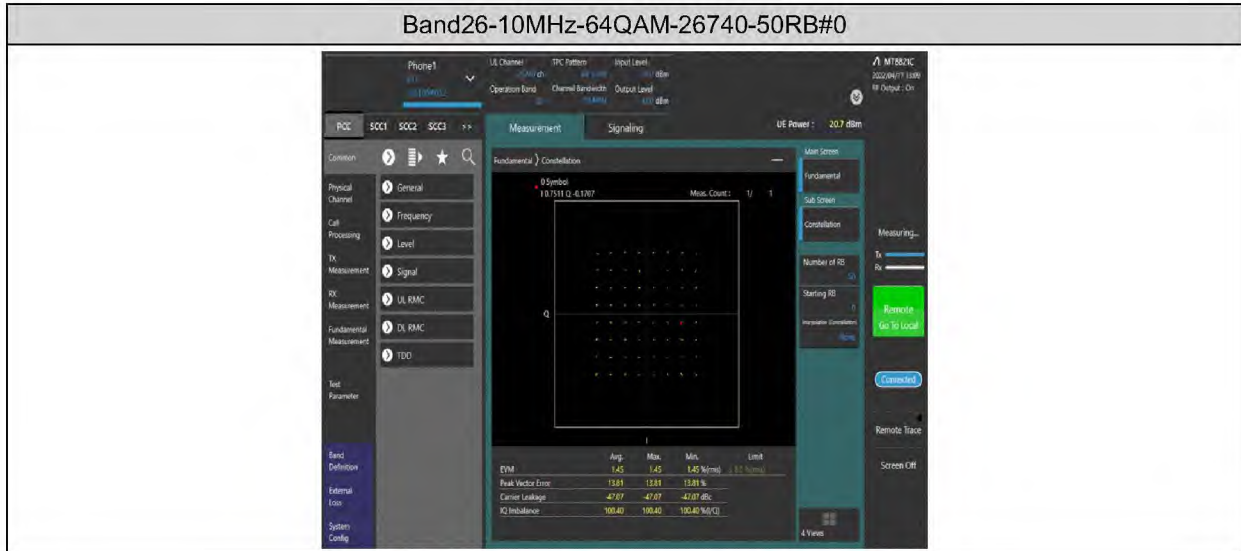 Band26-10MHz-64QAM-26740-50RB#0
Phone1
UL Channel TPC Pattern Input Level
ch dBm
Operation Band Channel Bandwidth Output Level
dBm
MT8821C
RF Output : On
PCC SCC1 SCC2 SCC3 >>
Measurement Signaling
UE Power : 20.7 dBm
Common
Physical
Channel
Call
Processing
TX
Measurement
RX
Measurement
Fundamental
Measurement
Test
Parameter
Band
Definition
External
Loss
System
Config
General
Frequency
Level
Signal
UL RMC
DL RMC
TDD
Fundamental > Constellation
0 Symbol
I 0.7511 Q -0.1707 Meas. Count : 1/ 1
Q
I
Avg. Max. Min. Limit
EVM 1.45 1.45 1.45 %(rms)
Peak Vector Error 13.81 13.81 13.81 %
Carrier Leakage -47.07 -47.07 -47.07 dBc
IQ Imbalance 100.40 100.40 100.40 %(I/Q)
Main Screen
Fundamental
Sub Screen
Constellation
Number of RB
50
Starting RB
0
None
4 Views
Measuring...
Tx
Rx
Remote
Go To Local
Connected
Remote Trace
Screen Off